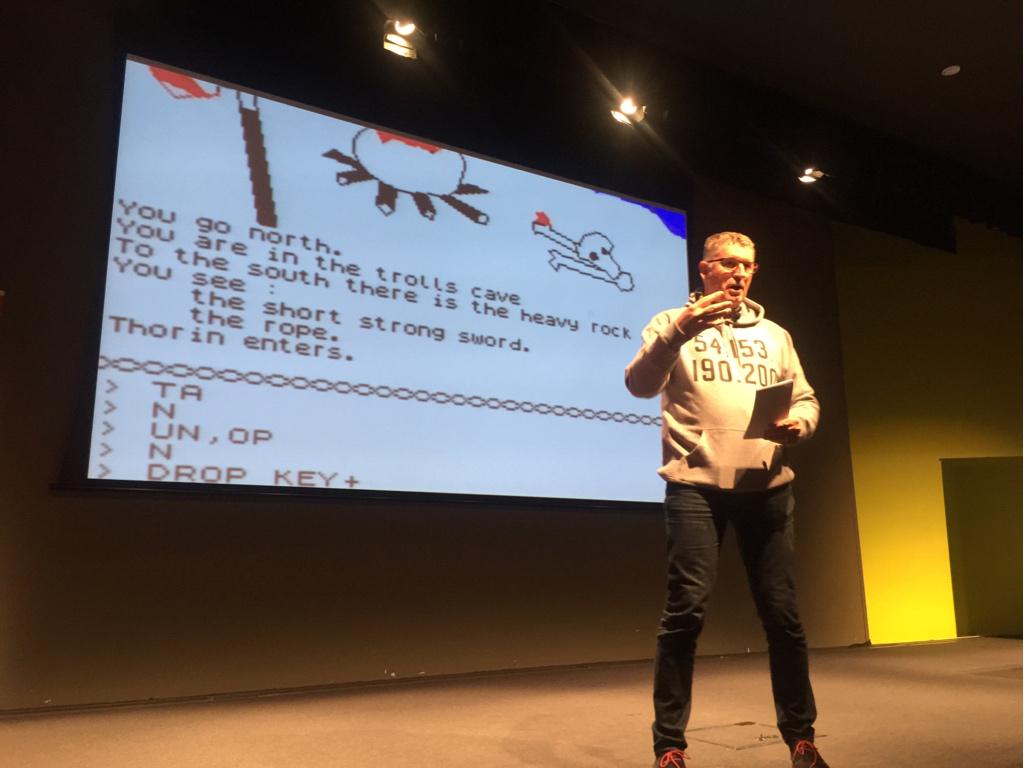 You go north.
You are in the trolls cave
To the south there is the heavy rock
You see :
the short strong sword.
the rope.
Thorin enters.
> TA
> N
> UN,OP
> N
> DROP KEY+
54.153.
190.200